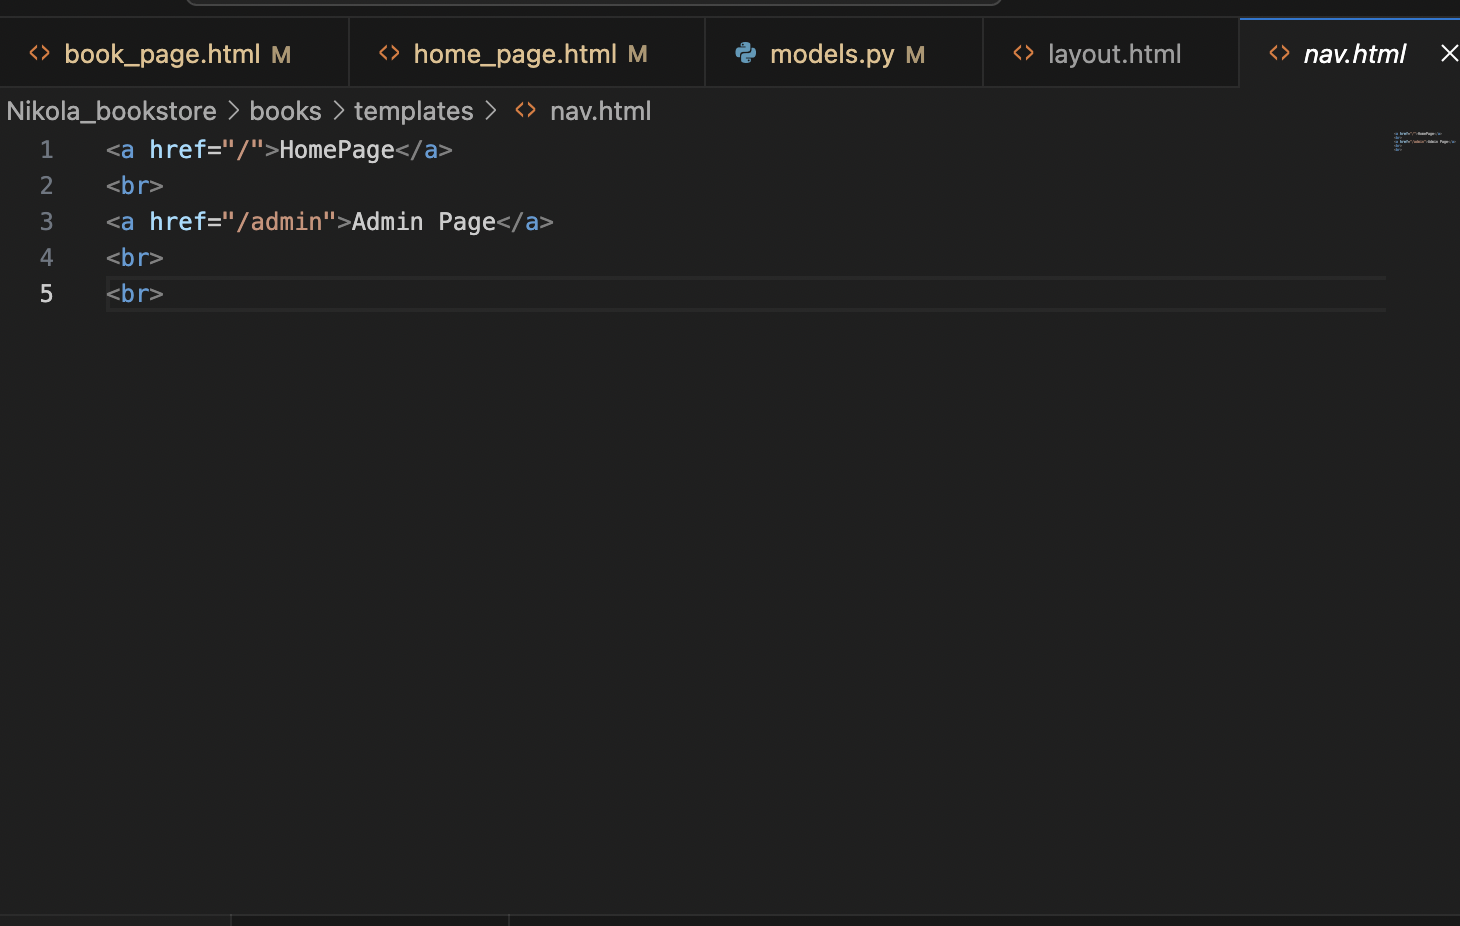 book_page.html M
home_page.html M
models.py M
layout.html
nav.html
Nikola_bookstore > books > templates > <> nav.html
1 <a href="/">HomePage</a>
2 <br>
3 <a href="/admin">Admin Page</a>
4 <br>
5 <br>